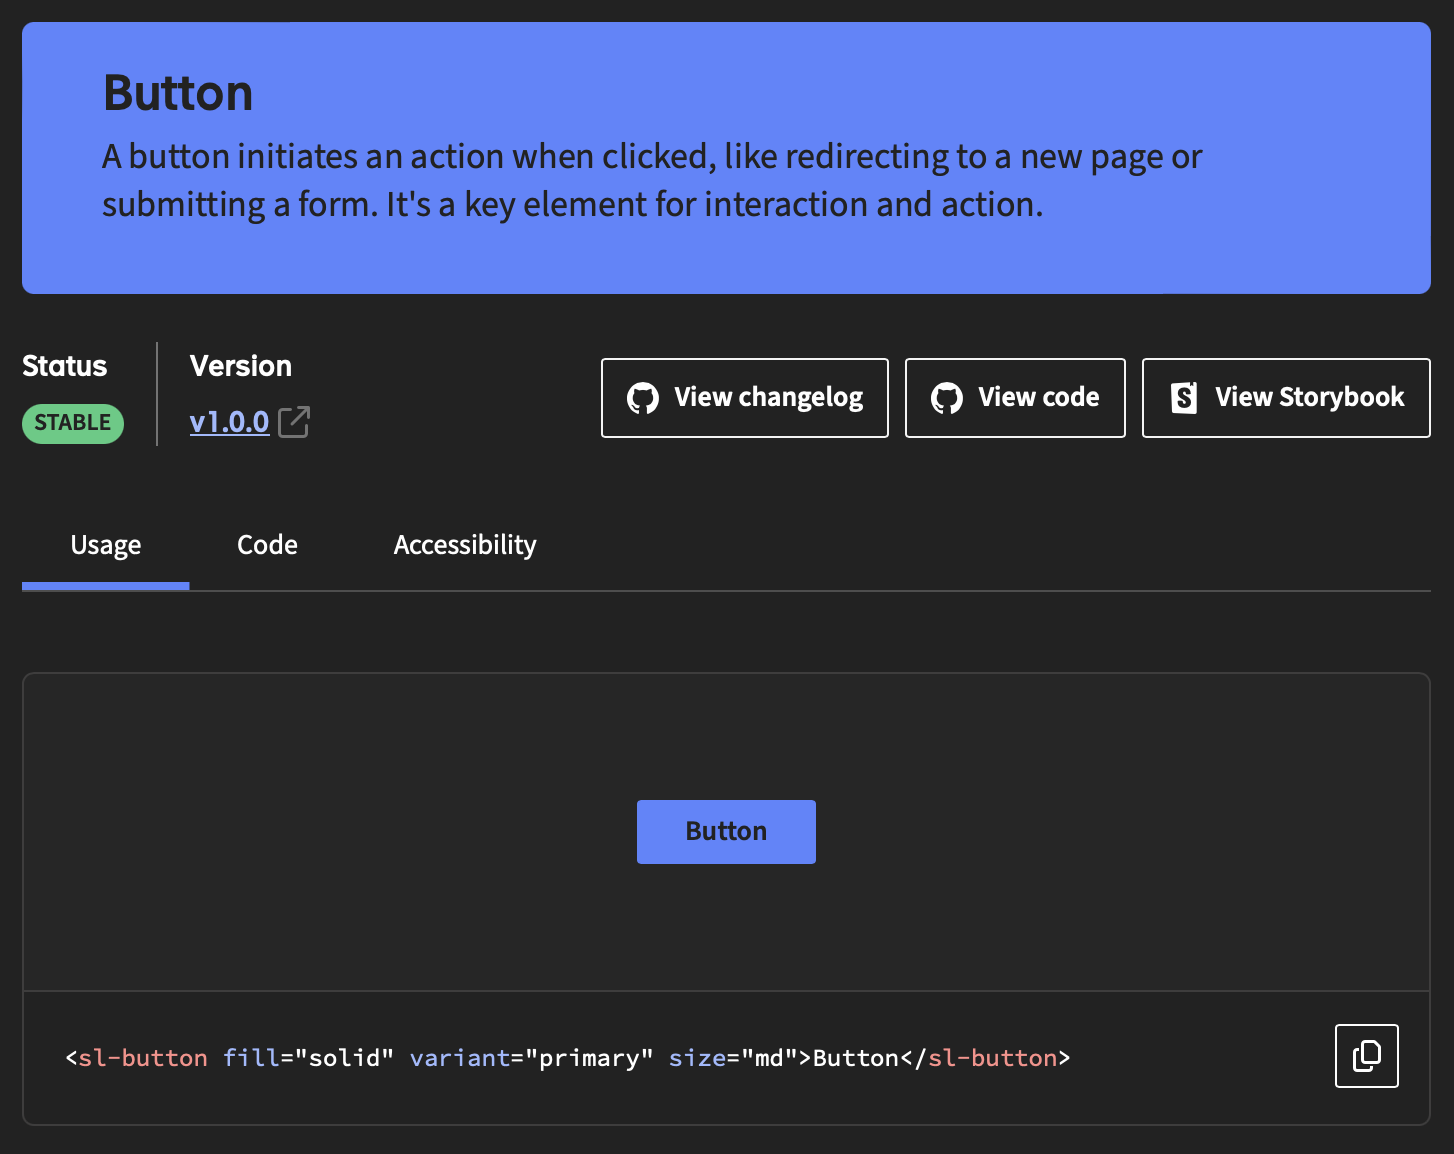 Button
A button initiates an action when clicked, like redirecting to a new page or
submitting a form. It's a key element for interaction and action.
Status
Version
STABLE
v1.0.0
View changelog
View code
View Storybook
Usage
Code
Accessibility
Button
<sl-button fill="solid" variant="primary" size="md">Button</sl-button>